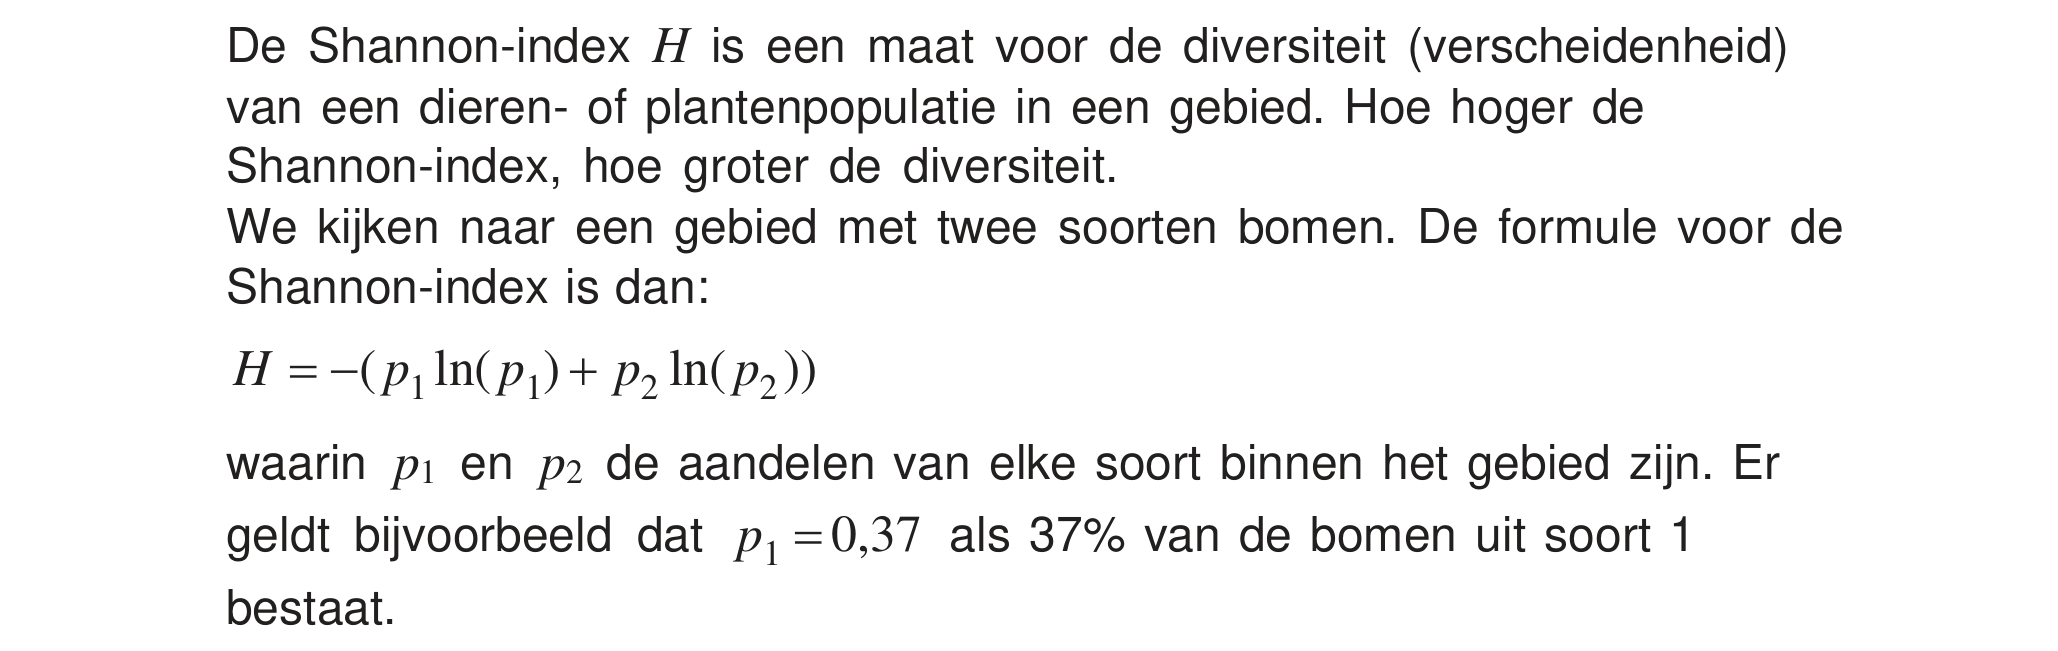 De Shannon-index H is een maat voor de diversiteit (verscheidenheid)
van een dieren- of plantenpopulatie in een gebied. Hoe hoger de
Shannon-index, hoe groter de diversiteit.
We kijken naar een gebied met twee soorten bomen. De formule voor de
Shannon-index is dan:
H = −(p₁ ln(p₁) + p₂ ln(p₂))
waarin p₁ en p₂ de aandelen van elke soort binnen het gebied zijn. Er
geldt bijvoorbeeld dat p₁ = 0,37 als 37% van de bomen uit soort 1
bestaat.